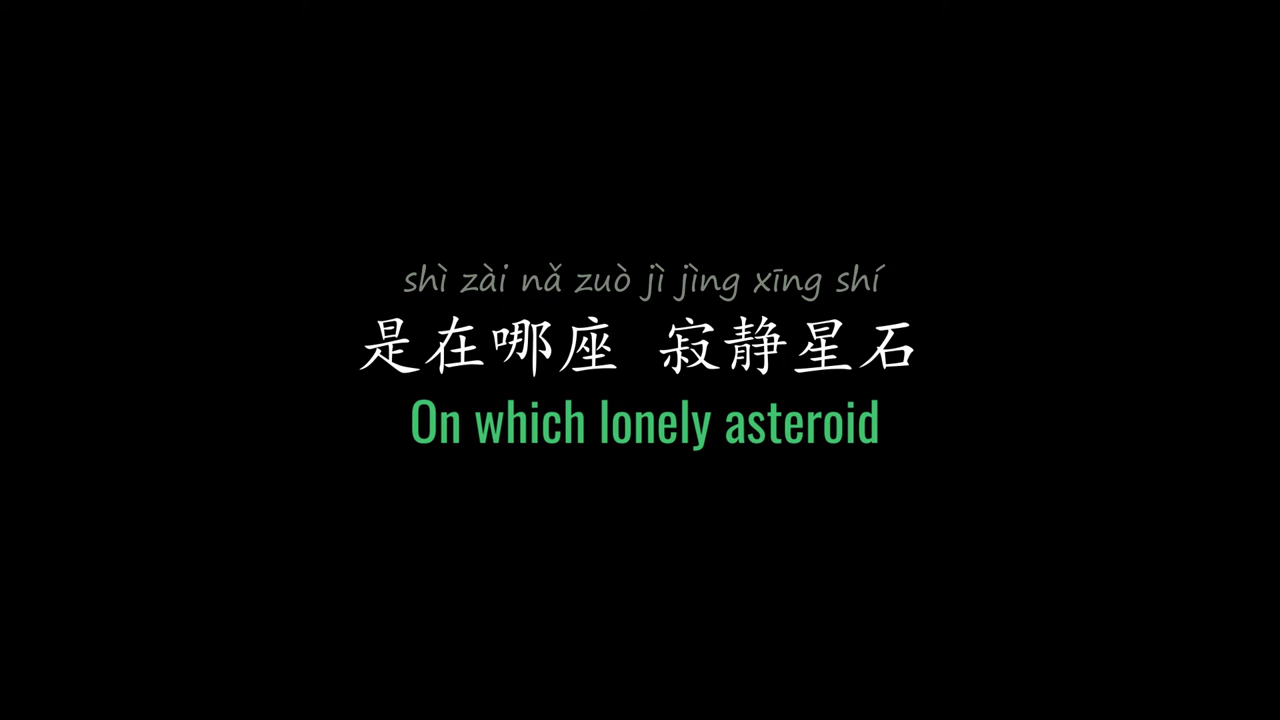 shì zài nǎ zuò jì jìng xīng shí
是在哪座 寂静星石
On which lonely asteroid